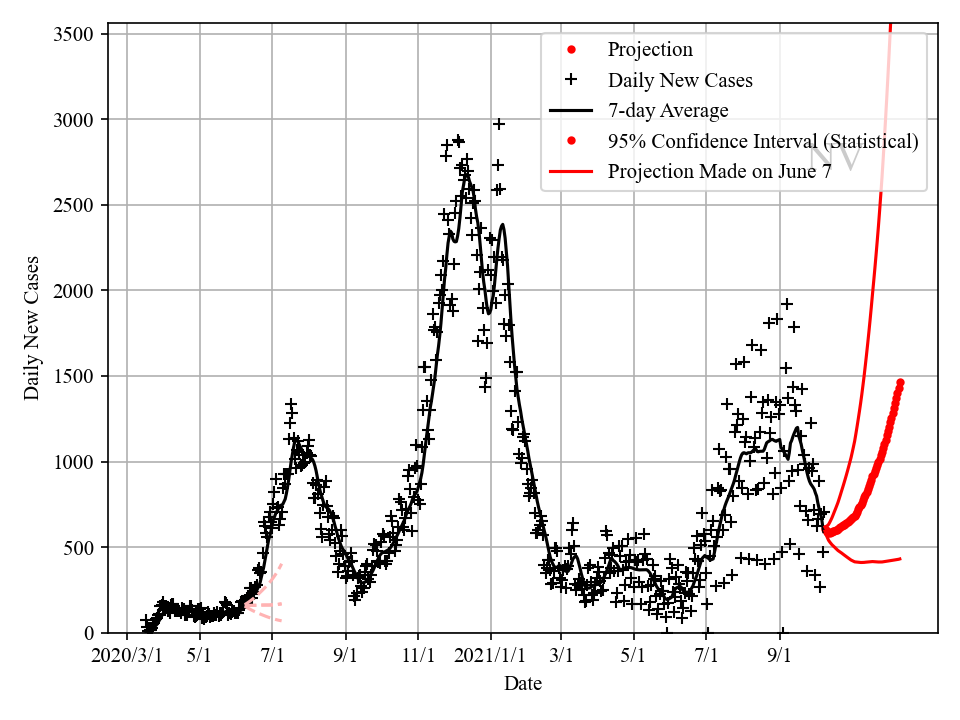 3500
3000
2500
2000
1500
1000
500
0
Daily New Cases
Projection
Daily New Cases
7-day Average
95% Confidence Interval (Statistical)
Projection Made on June 7
NV
2020/3/1 5/1 7/1 9/1 11/1 2021/1/1 3/1 5/1 7/1 9/1
Date